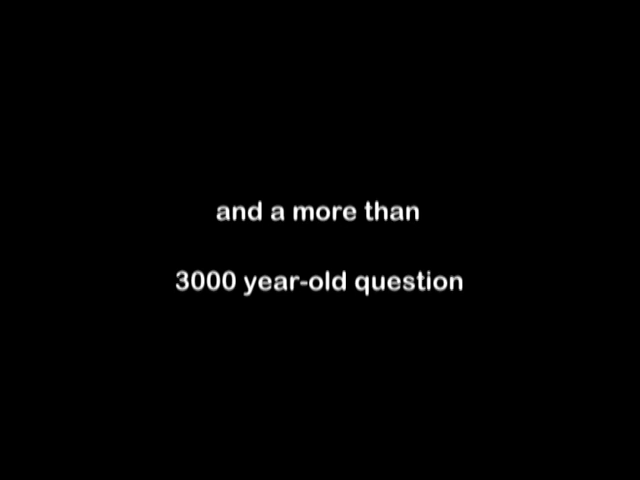 and a more than
3000 year-old question